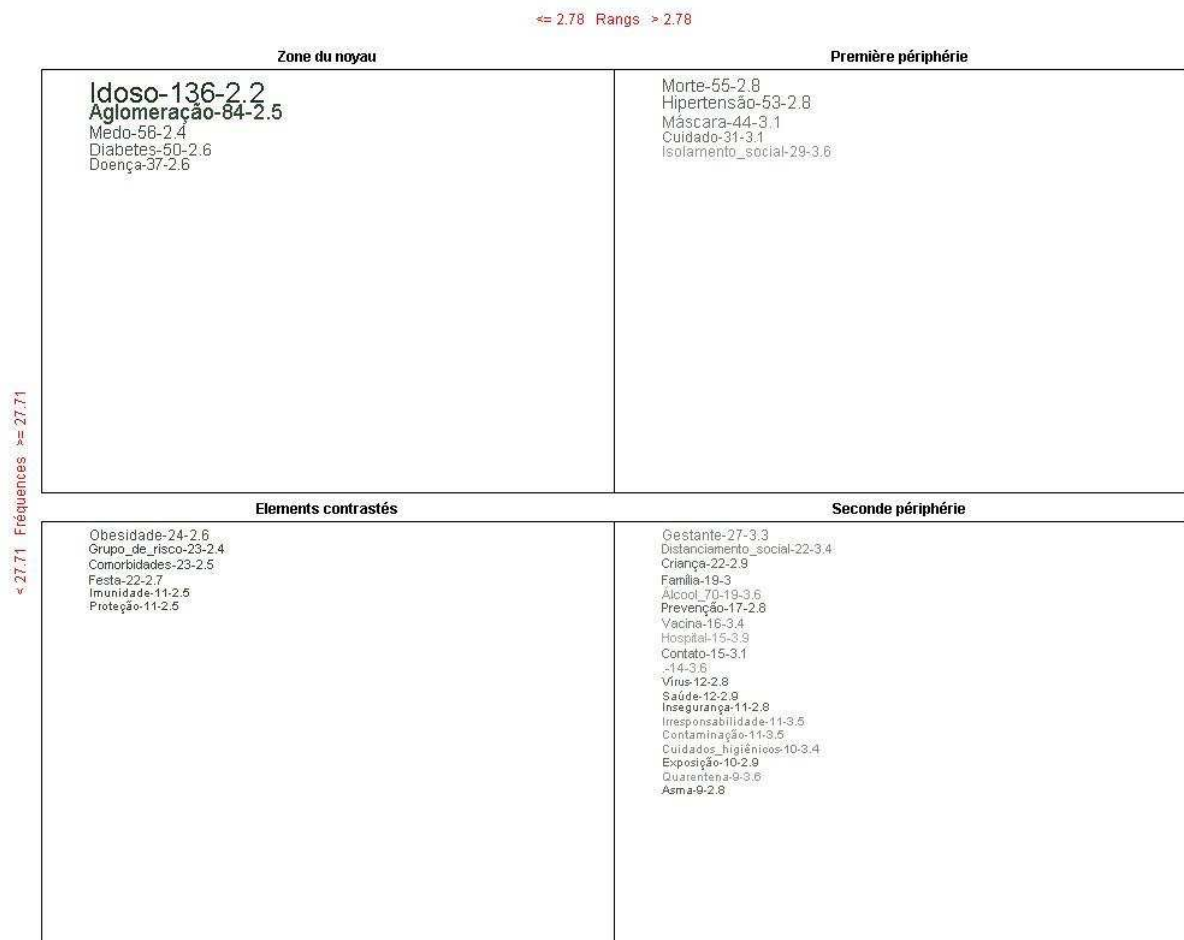 <= 2.78 Rangs > 2.78
Zone du noyau
Première périphérie
Idoso-136-2.2
Aglomeração-84-2.5
Medo-56-2.4
Diabetes-50-2.6
Doença-37-2.6
Morte-55-2.8
Hipertensão-53-2.8
Máscara-44-3.1
Cuidado-31-3.1
Isolamento_social-29-3.6
< 27.71 Fréquences >= 27.71
Elements contrastés
Seconde périphérie
Obesidade-24-2.6
Grupo_de_risco-23-2.4
Comorbidades-23-2.5
Festa-22-2.7
Imunidade-11-2.5
Proteção-11-2.5
Gestante-27-3.3
Distanciamento_social-22-3.4
Criança-22-2.9
Família-19-3
Álcool_70-19-3.6
Prevenção-17-2.8
Vacina-16-3.4
Hospital-15-3.9
Contato-15-3.1
.-14-3.6
Vírus-12-2.8
Saúde-12-2.9
Insegurança-11-2.8
Irresponsabilidade-11-3.5
Contaminação-11-3.5
Cuidados_higiênicos-10-3.4
Exposição-10-2.9
Quarentena-9-3.6
Asma-9-2.8